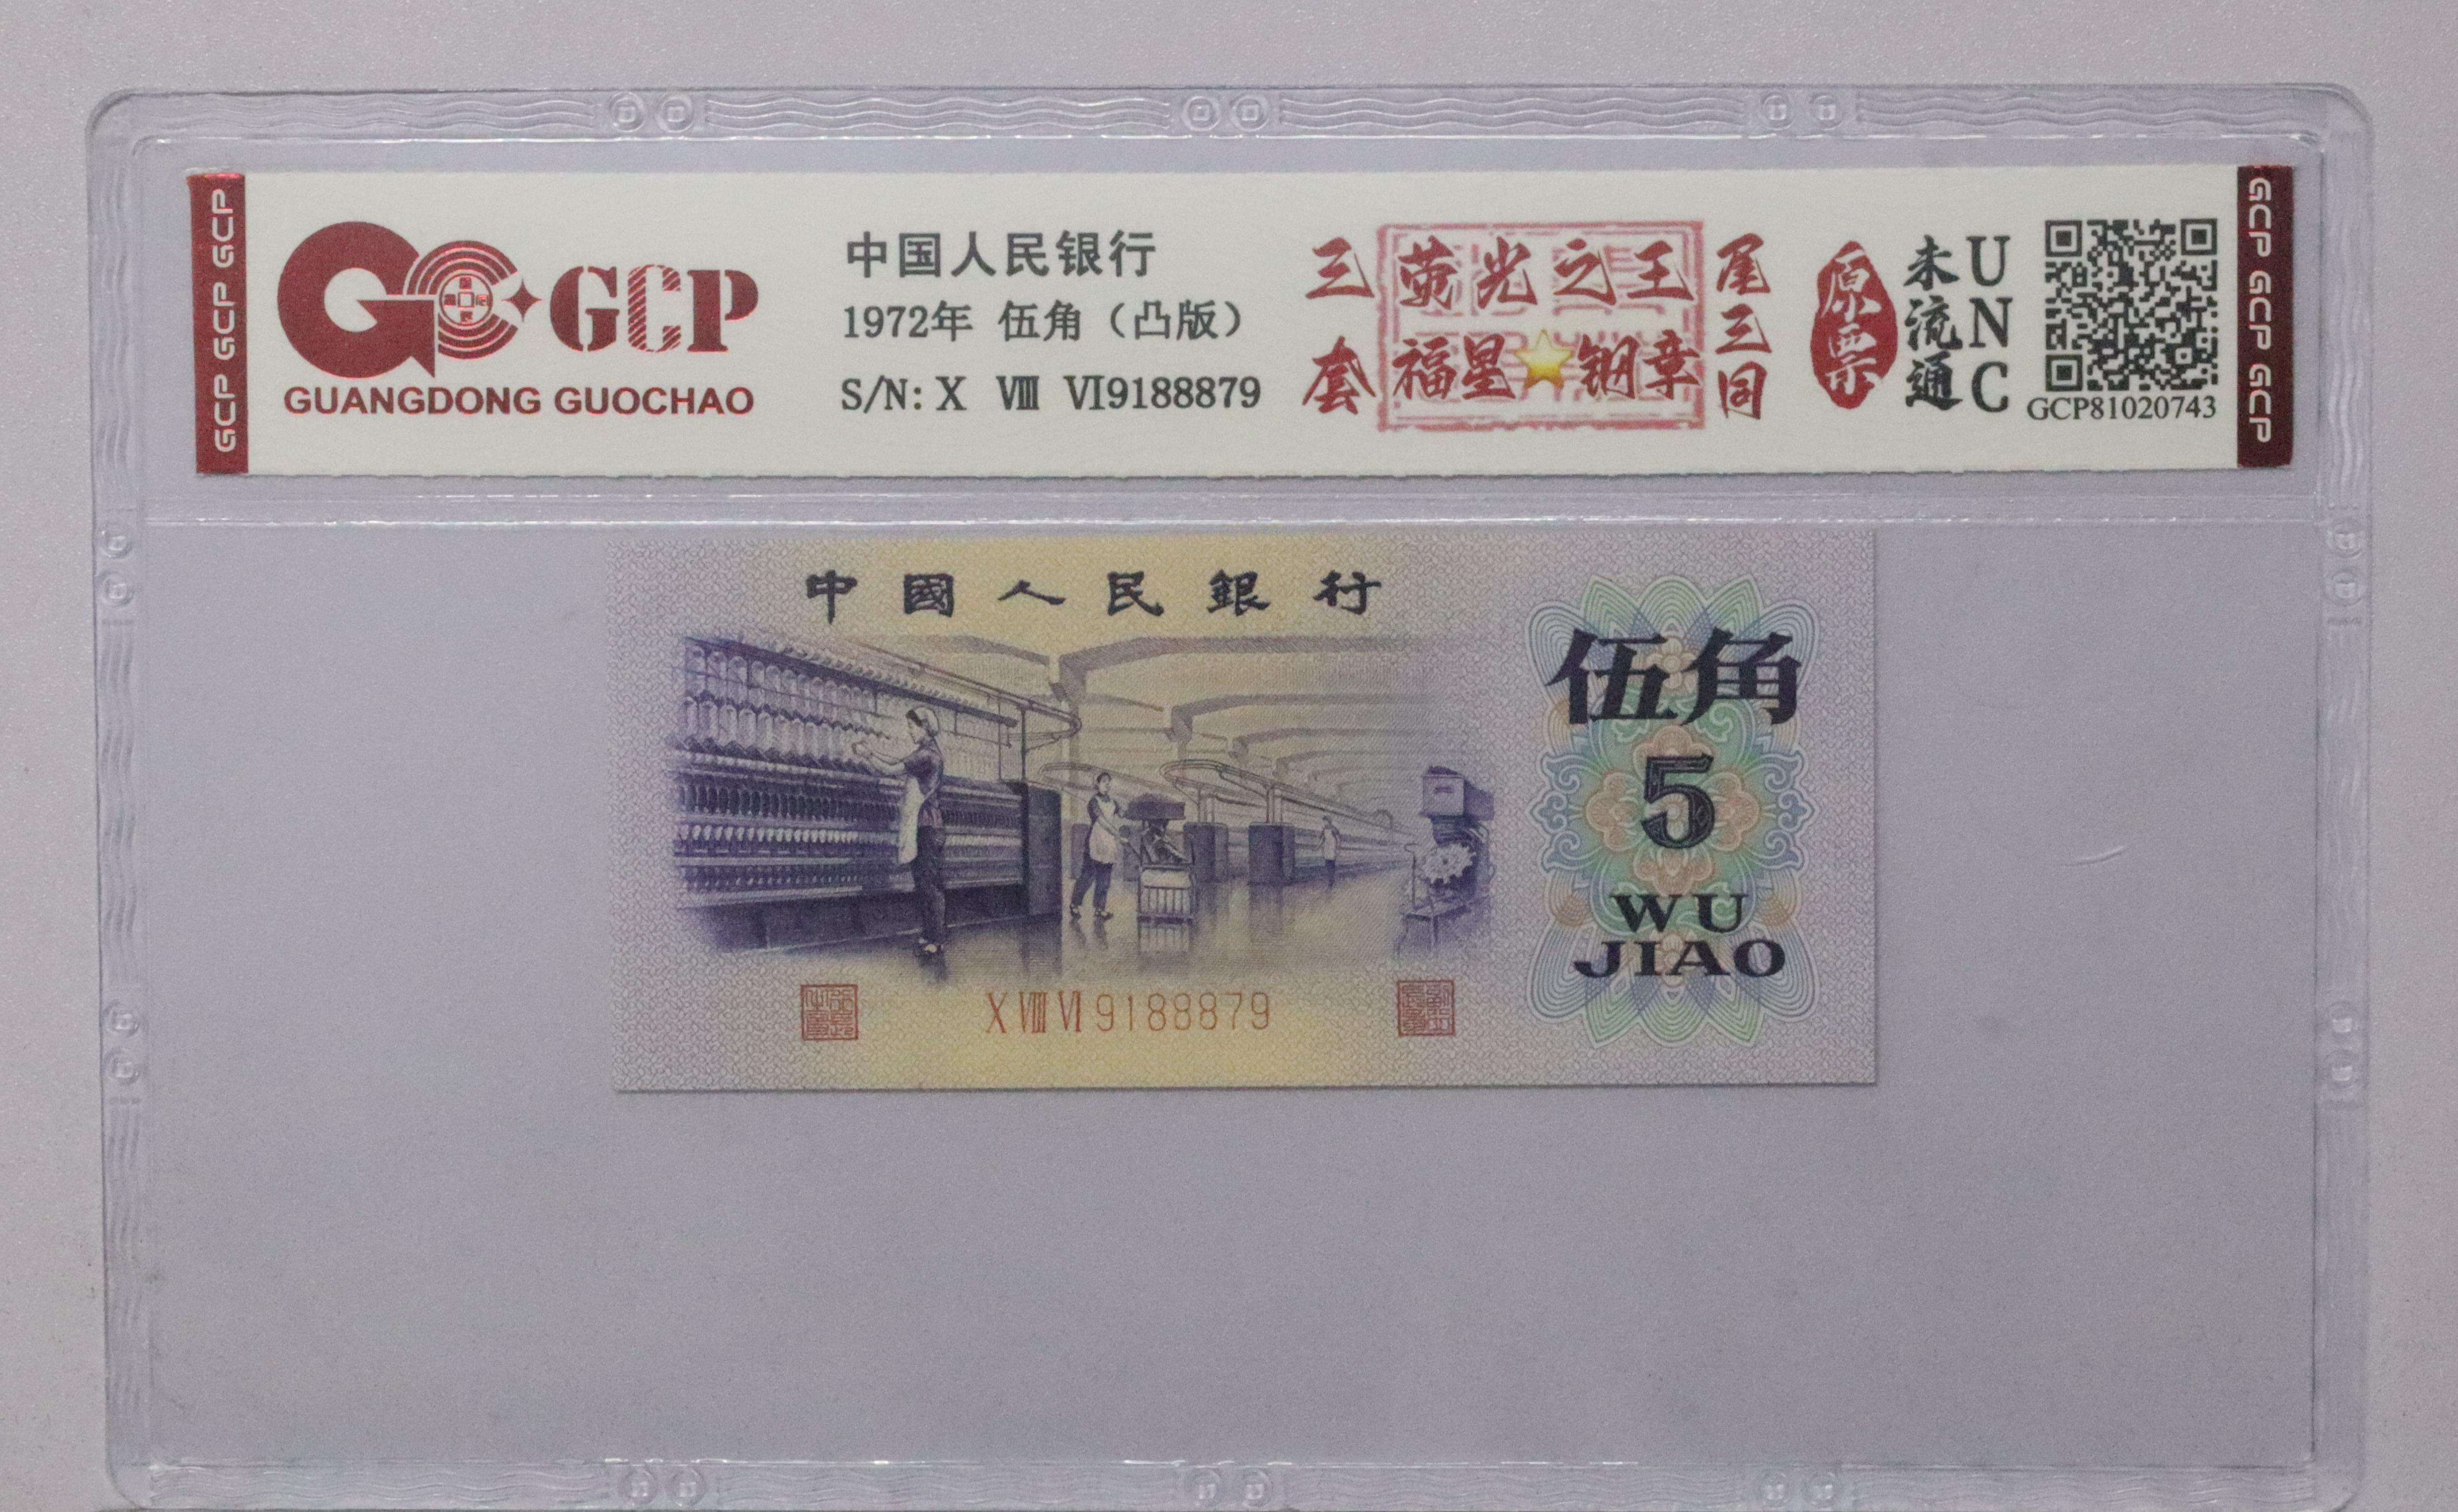 GCP GCP GCP
GCP
GUANGDONG GUOCHAO
中国人民银行
1972年 伍角（凸版）
S/N: X Ⅷ Ⅵ9188879
三套
荧光之王
福星⭐钢章
尾三同
原票
未流通
UNC
GCP81020743
GCP GCP GCP
中國人民銀行
伍角
5
WU
JIAO
X Ⅷ Ⅵ 9188879